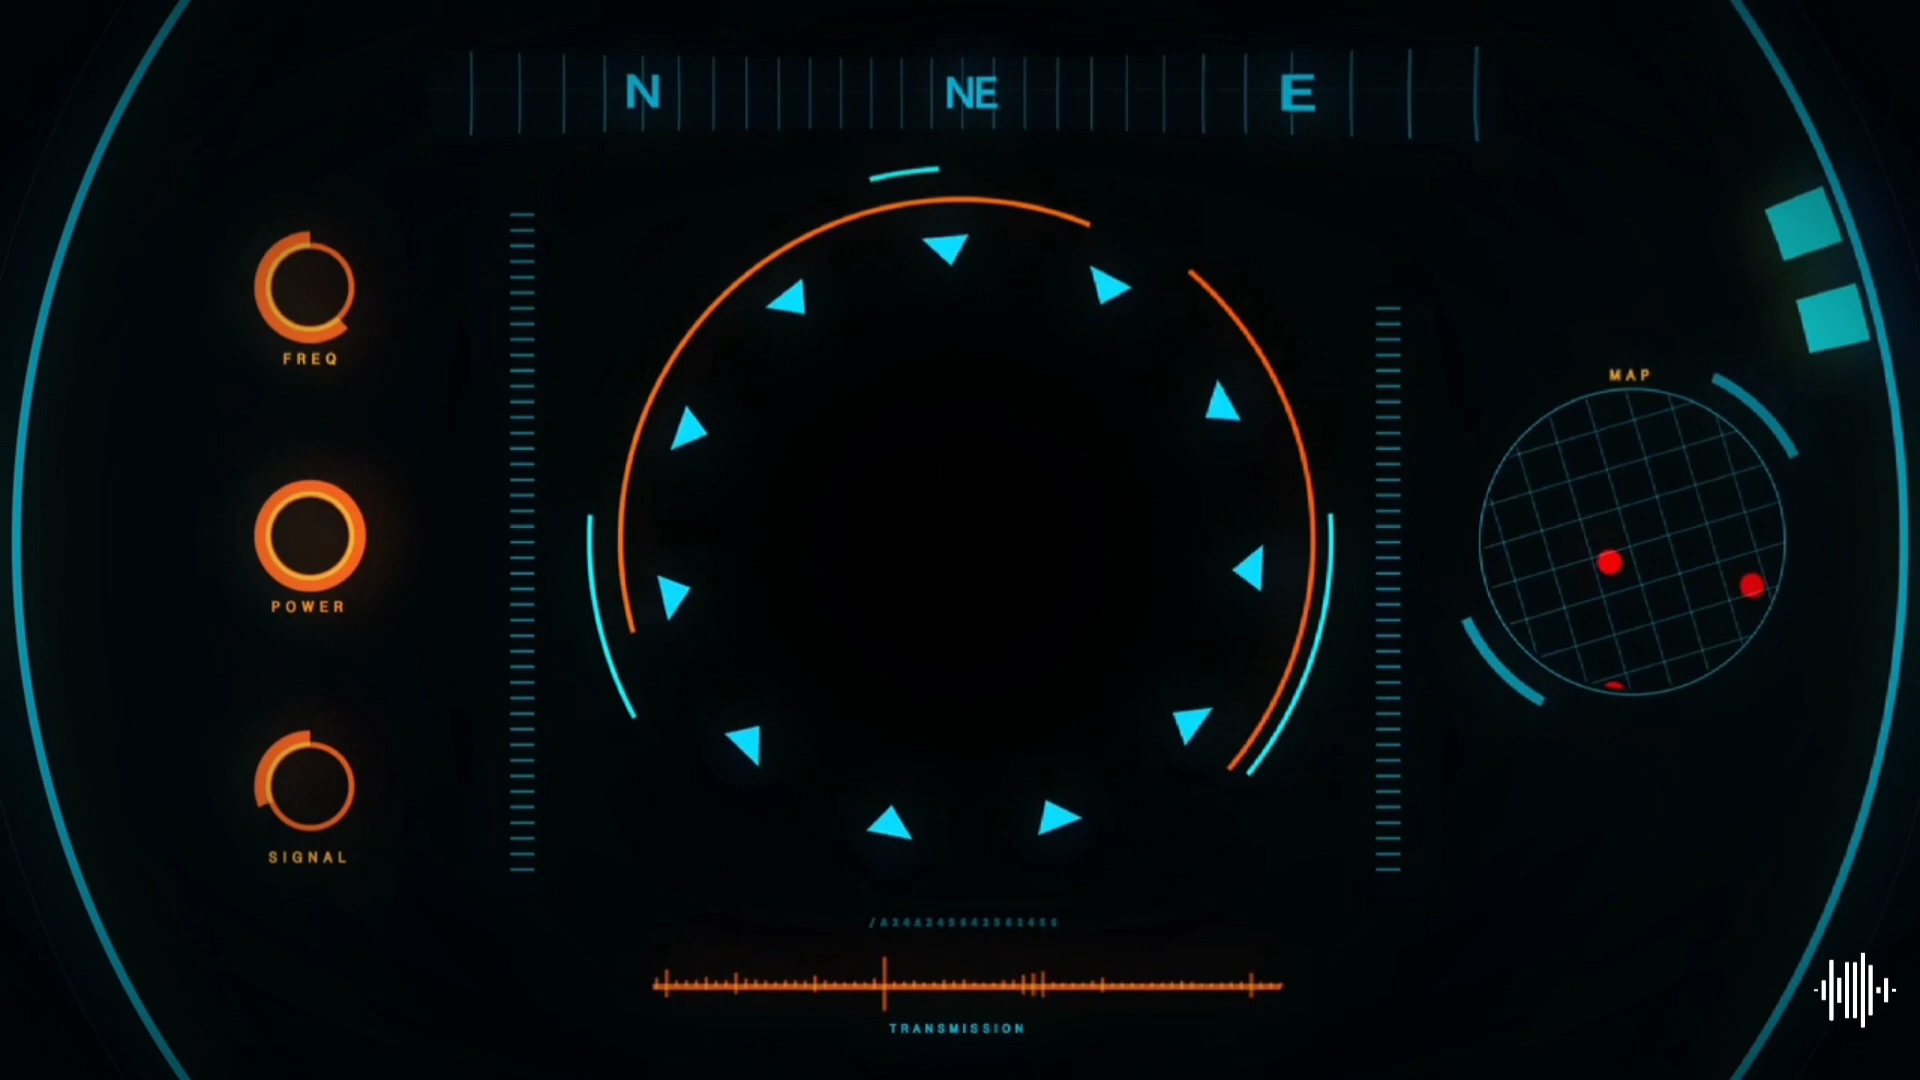 N NE E
FREQ
MAP
POWER
SIGNAL
TRANSMISSION